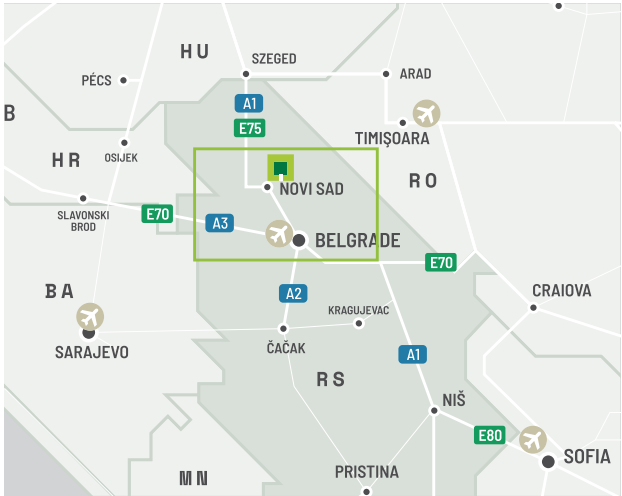 HU
SZEGED
PÉCS
ARAD
A1
B
E75
TIMIŞOARA
OSIJEK
HR
RO
NOVI SAD
SLAVONSKI
BROD
E70
A3
BELGRADE
E70
BA
A2
CRAIOVA
KRAGUJEVAC
SARAJEVO
ČAČAK
A1
RS
NIŠ
E80
SOFIA
MN
PRISTINA